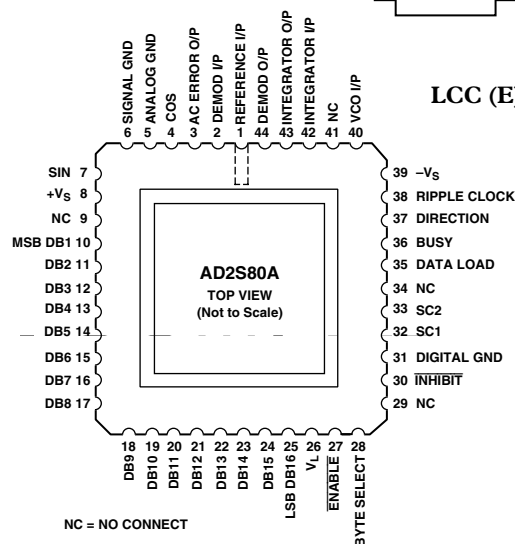 LCC (E)
SIGNAL GND
ANALOG GND
COS
AC ERROR O/P
DEMOD I/P
REFERENCE I/P
DEMOD O/P
INTEGRATOR O/P
INTEGRATOR I/P
NC
VCO I/P
6 5 4 3 2 1 44 43 42 41 40
SIN 7
+VS 8
NC 9
MSB DB1 10
DB2 11
DB3 12
DB4 13
DB5 14
DB6 15
DB7 16
DB8 17
39 –VS
38 RIPPLE CLOCK
37 DIRECTION
36 BUSY
35 DATA LOAD
34 NC
33 SC2
32 SC1
31 DIGITAL GND
30 INHIBIT
29 NC
AD2S80A
TOP VIEW
(Not to Scale)
18 19 20 21 22 23 24 25 26 27 28
DB9
DB10
DB11
DB12
DB13
DB14
DB15
LSB DB16
VL
ENABLE
BYTE SELECT
NC = NO CONNECT